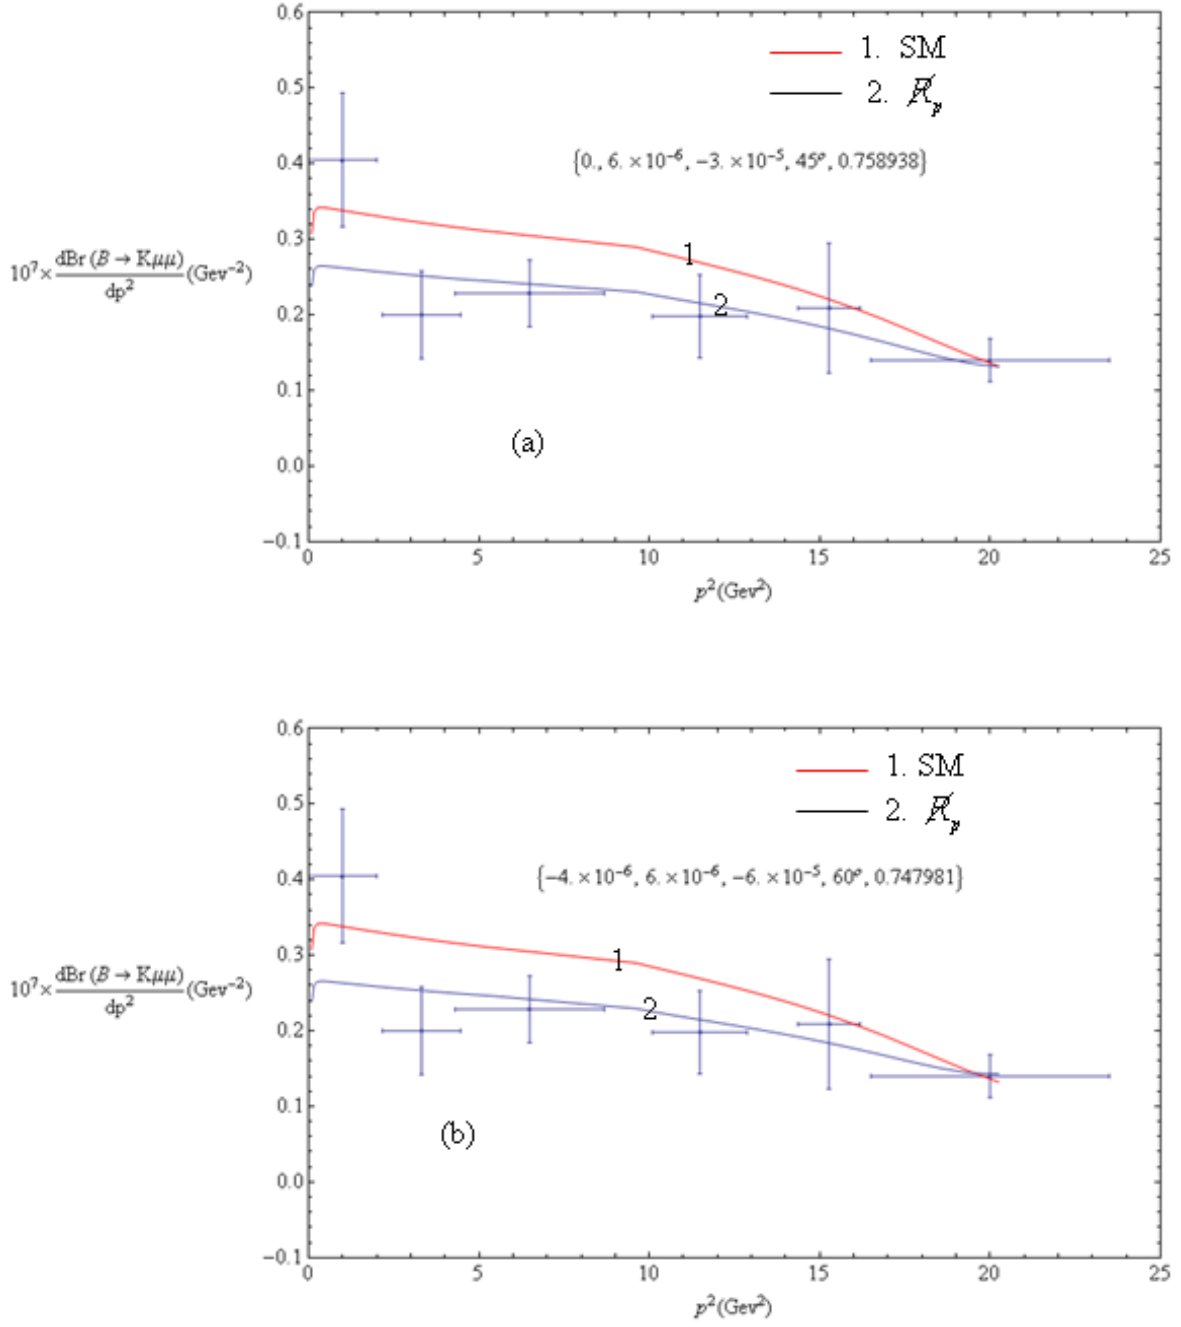 0.6
1. SM
2. R̸ₚ
0.5
{0., 6. ×10⁻⁶, −3. ×10⁻⁵, 45°, 0.758938}
0.4
0.3
1
10⁷× dBr (B → Kμμ)/dp² (Gev⁻²)
2
0.2
0.1
(a)
0.0
−0.1
0 5 10 15 20 25
p²(Gev²)
0.6
1. SM
2. R̸ₚ
0.5
{−4. ×10⁻⁶, 6. ×10⁻⁶, −6. ×10⁻⁵, 60°, 0.747981}
0.4
0.3
1
10⁷× dBr (B → Kμμ)/dp² (Gev⁻²)
2
0.2
0.1
(b)
0.0
−0.1
0 5 10 15 20 25
p²(Gev²)